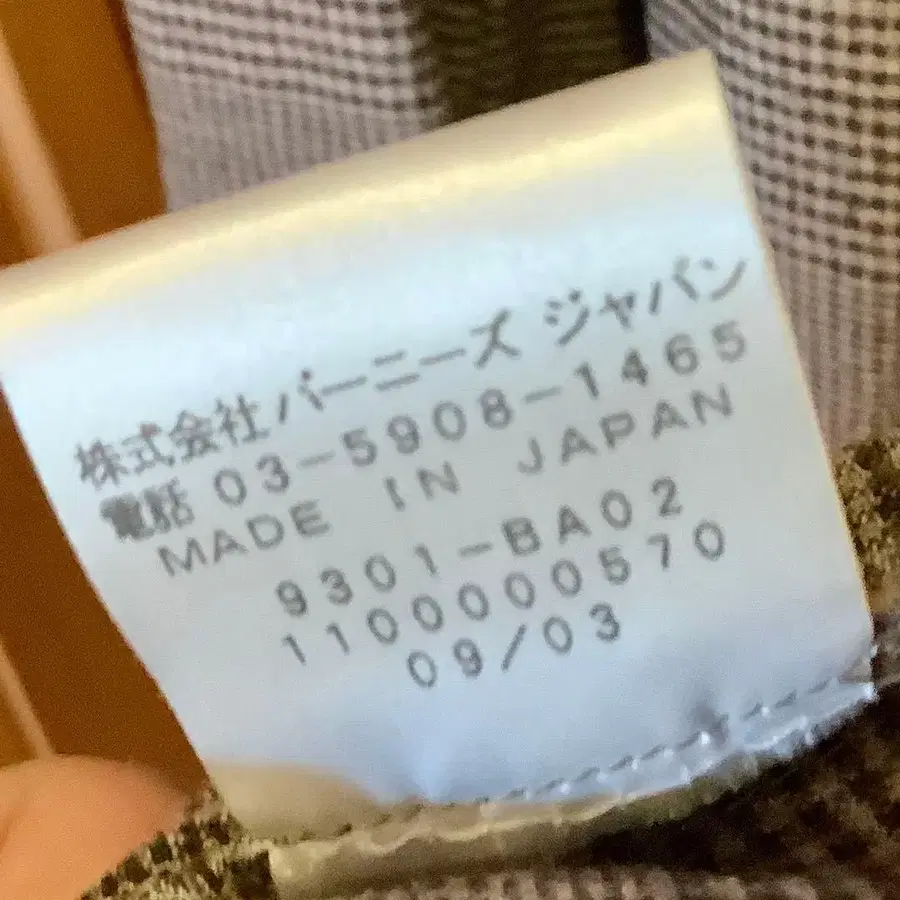 株式会社バーニーズ ジャパン
電話 03-5908-1465
MADE IN JAPAN
9301-BA02
1100000570
09/03